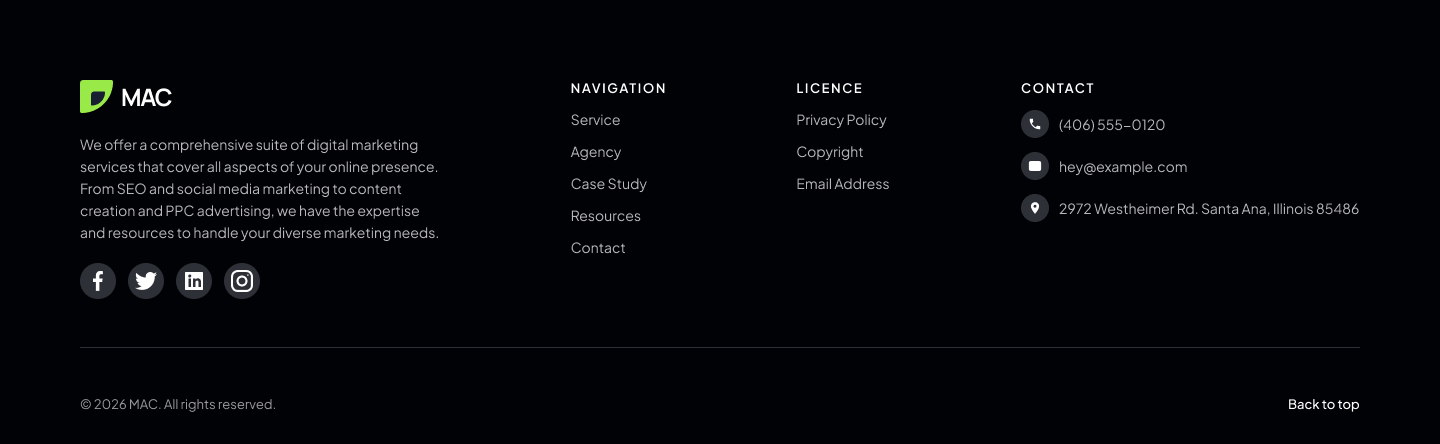 MAC
We offer a comprehensive suite of digital marketing
services that cover all aspects of your online presence.
From SEO and social media marketing to content
creation and PPC advertising, we have the expertise
and resources to handle your diverse marketing needs.
NAVIGATION
Service
Agency
Case Study
Resources
Contact
LICENCE
Privacy Policy
Copyright
Email Address
CONTACT
(406) 555–0120
hey@example.com
2972 Westheimer Rd. Santa Ana, Illinois 85486
© 2026 MAC. All rights reserved.
Back to top